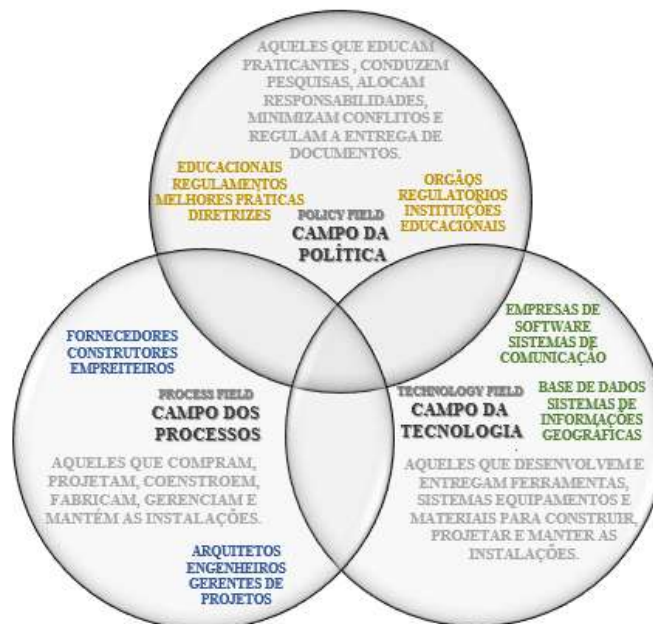 AQUELES QUE EDUCAM
PRATICANTES , CONDUZEM
PESQUISAS, ALOCAM
RESPONSABILIDADES,
MINIMIZAM CONFLITOS E
REGULAM A ENTREGA DE
DOCUMENTOS.
EDUCACIONAIS
REGULAMENTOS
MELHORES PRÁTICAS
DIRETRIZES
ORGÃOS
REGULATÓRIOS
INSTITUIÇÕES
EDUCACIONAIS
POLICY FIELD
CAMPO DA
POLÍTICA
FORNECEDORES
CONSTRUTORES
EMPREITEIROS
PROCESS FIELD
CAMPO DOS
PROCESSOS
AQUELES QUE COMPRAM,
PROJETAM, COENSTROEM,
FABRICAM, GERENCIAM E
MANTÉM AS INSTALAÇÕES.
ARQUITETOS
ENGENHEIROS
GERENTES DE
PROJETOS
EMPRESAS DE
SOFTWARE
SISTEMAS DE
COMUNICAÇÃO
BASE DE DADOS
SISTEMAS DE
INFORMAÇÕES
GEOGRÁFICAS
TECHNOLOGY FIELD
CAMPO DA
TECNOLOGIA
AQUELES QUE DESENVOLVEM E
ENTREGAM FERRAMENTAS,
SISTEMAS EQUIPAMENTOS E
MATERIAIS PARA CONSTRUIR,
PROJETAR E MANTER AS
INSTALAÇÕES.